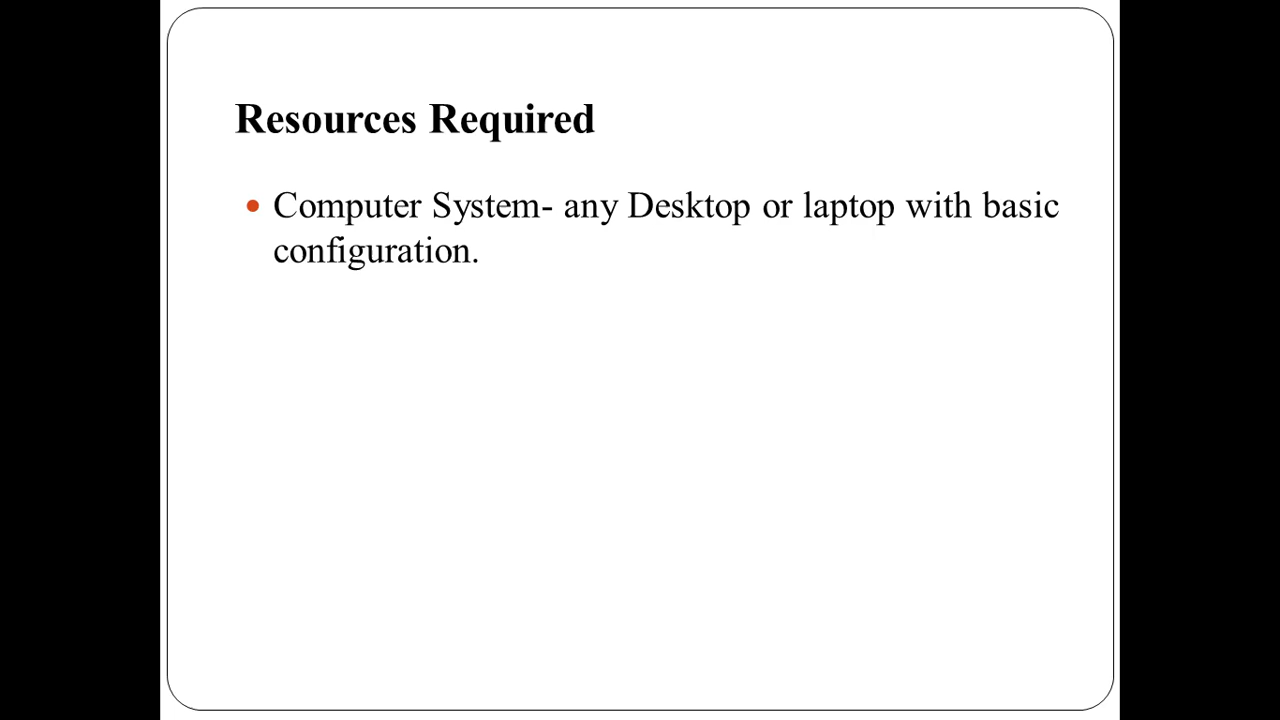 Resources Required
Computer System- any Desktop or laptop with basic
configuration.